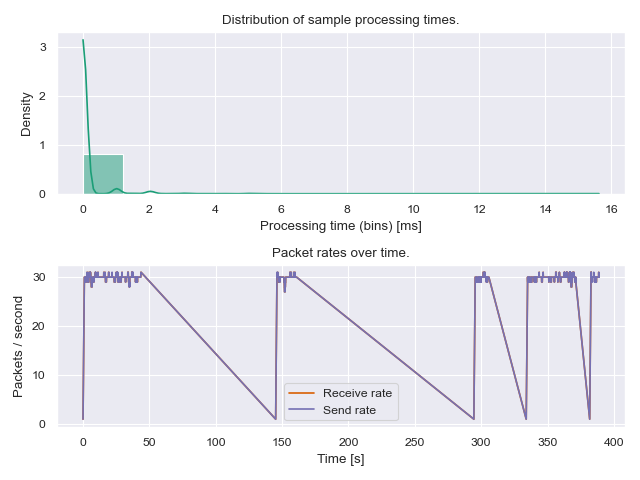 Distribution of sample processing times.
3
2
1
0
Density
0 2 4 6 8 10 12 14 16
Processing time (bins) [ms]
Packet rates over time.
30
20
10
0
Packets / second
Receive rate
Send rate
0 50 100 150 200 250 300 350 400
Time [s]